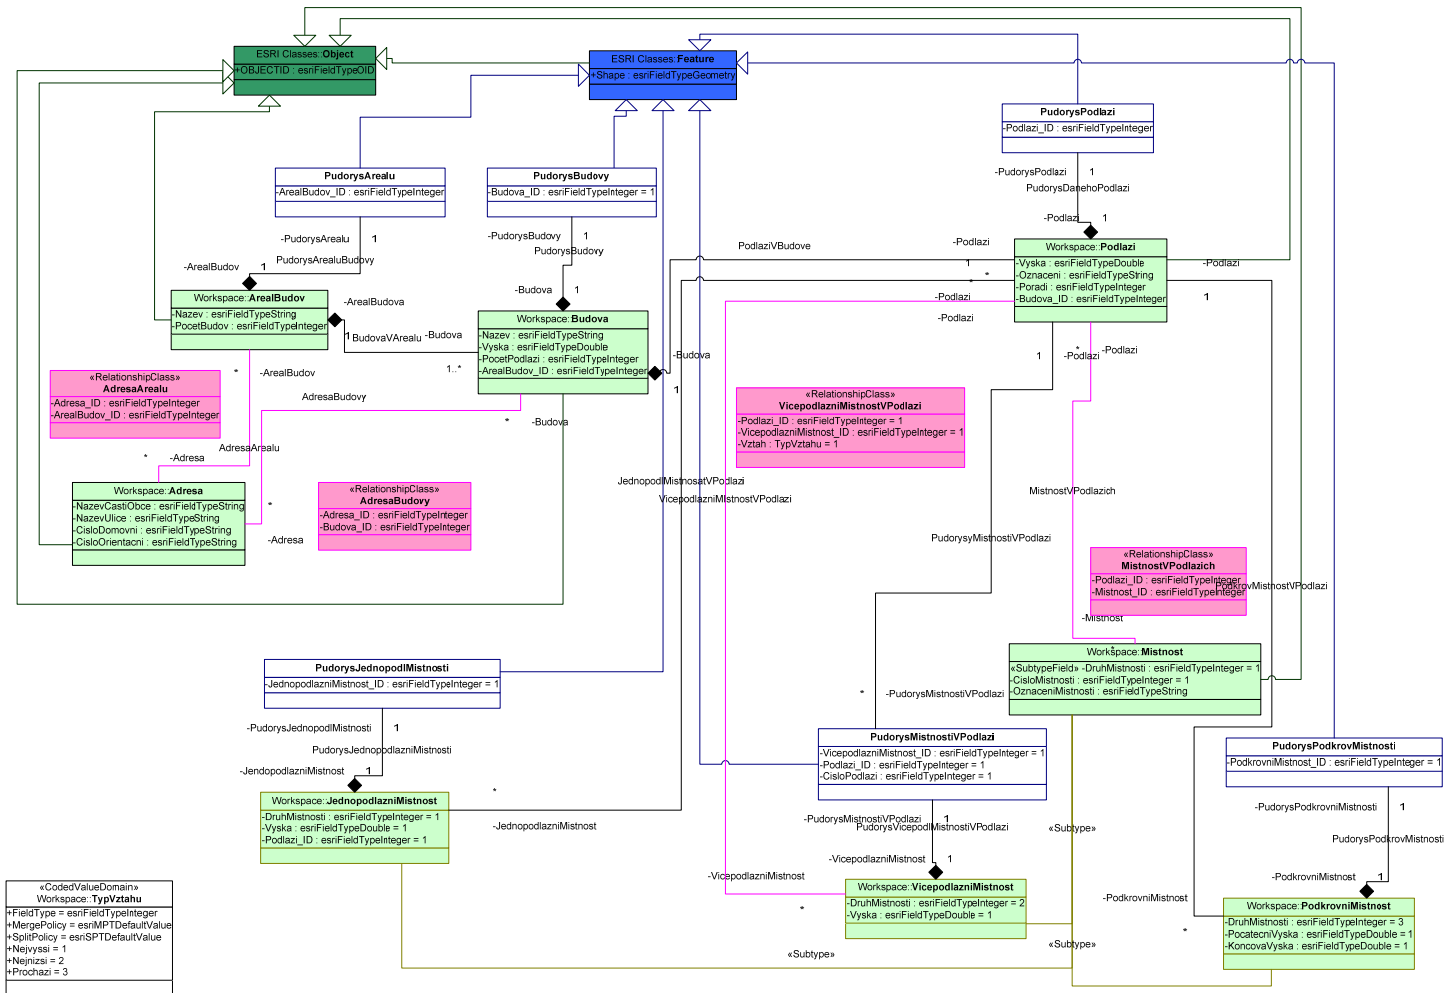 ESRI Classes::Object
+OBJECTID : esriFieldTypeOID
ESRI Classes::Feature
+Shape : esriFieldTypeGeometry
PudorysPodlazi
-Podlazi_ID : esriFieldTypeInteger
PudorysArealu
-ArealBudov_ID : esriFieldTypeInteger
PudorysBudovy
-Budova_ID : esriFieldTypeInteger = 1
-PudorysPodlazi
1
PudorysDanehoPodlazi
-Podlazi
1
-PudorysArealu
1
PudorysArealuBudovy
-ArealBudov
1
-PudorysBudovy
1
PudorysBudovy
-Budova
1
PodlaziVBudove
-Podlazi
1
*
Workspace::Podlazi
-Vyska : esriFieldTypeDouble
-Oznaceni : esriFieldTypeString
-Poradi : esriFieldTypeInteger
-Budova_ID : esriFieldTypeInteger
-Podlazi
1
*
-Podlazi
-Podlazi
Workspace::ArealBudov
-Nazev : esriFieldTypeString
-PocetBudov : esriFieldTypeInteger
-ArealBudova
1
BudovaVArealu
-Budova
1..*
Workspace::Budova
-Nazev : esriFieldTypeString
-Vyska : esriFieldTypeDouble
-PocetPodlazi : esriFieldTypeInteger
-ArealBudov_ID : esriFieldTypeInteger
-Budova
1
1
-Podlazi
*
-Podlazi
«RelationshipClass»
AdresaArealu
-Adresa_ID : esriFieldTypeInteger
-ArealBudov_ID : esriFieldTypeInteger
*
-ArealBudov
AdresaBudovy
*
-Budova
AdresaArealu
*
-Adresa
«RelationshipClass»
VicepodlazniMistnostVPodlazi
-Podlazi_ID : esriFieldTypeInteger = 1
-VicepodlazniMistnost_ID : esriFieldTypeInteger = 1
-Vztah : TypVztahu = 1
Workspace::Adresa
-NazevCastiObce : esriFieldTypeString
-NazevUlice : esriFieldTypeString
-CisloDomovni : esriFieldTypeString
-CisloOrientacni : esriFieldTypeString
*
-Adresa
«RelationshipClass»
AdresaBudovy
-Adresa_ID : esriFieldTypeInteger
-Budova_ID : esriFieldTypeInteger
JednopodlMistnosatVPodlazi
VicepodlazniMIstnostVPodlazi
MistnostVPodlazich
PudorysyMistnostiVPodlazi
«RelationshipClass»
MistnostVPodlazich
-Podlazi_ID : esriFieldTypeInteger
-Mistnost_ID : esriFieldTypeInteger
PodkrovMistnostVPodlazi
-Mistnost
*
Workspace::Mistnost
«SubtypeField» -DruhMistnosti : esriFieldTypeInteger = 1
-CisloMistnosti : esriFieldTypeInteger = 1
-OznaceniMistnosti : esriFieldTypeString
PudorysJednopodlMistnosti
-JednopodlazniMistnost_ID : esriFieldTypeInteger = 1
*
-PudorysMistnostiVPodlazi
-PudorysJednopodlMistnosti
1
PudorysJednopodlazniMistnosti
-JendopodlazniMistnost
1
PudorysMistnostiVPodlazi
-VicepodlazniMistnost_ID : esriFieldTypeInteger = 1
-Podlazi_ID : esriFieldTypeInteger = 1
-CisloPodlazi : esriFieldTypeInteger = 1
PudorysPodkrovMistnosti
-PodkrovniMistnost_ID : esriFieldTypeInteger = 1
Workspace::JednopodlazniMistnost
-DruhMistnosti : esriFieldTypeInteger = 1
-Vyska : esriFieldTypeDouble = 1
-Podlazi_ID : esriFieldTypeInteger = 1
*
-JednopodlazniMistnost
-PudorysMistnostiVPodlazi
1
PudorysVicepodlMistnostiVPodlazi
-VicepodlazniMistnost
1
«Subtype»
-PudorysPodkrovniMistnosti
1
PudorysPodkrovMistnosti
-PodkrovniMistnost
1
-VicepodlazniMistnost
*
Workspace::VicepodlazniMistnost
-DruhMistnosti : esriFieldTypeInteger = 2
-Vyska : esriFieldTypeDouble = 1
-PodkrovniMistnost
*
Workspace::PodkrovniMistnost
-DruhMistnosti : esriFieldTypeInteger = 3
-PocatecniVyska : esriFieldTypeDouble = 1
-KoncovaVyska : esriFieldTypeDouble = 1
«Subtype»
«Subtype»
«CodedValueDomain»
Workspace::TypVztahu
+FieldType = esriFieldTypeInteger
+MergePolicy = esriMPTDefaultValue
+SplitPolicy = esriSPTDefaultValue
+Nejvyssi = 1
+Nejnizsi = 2
+Prochazi = 3